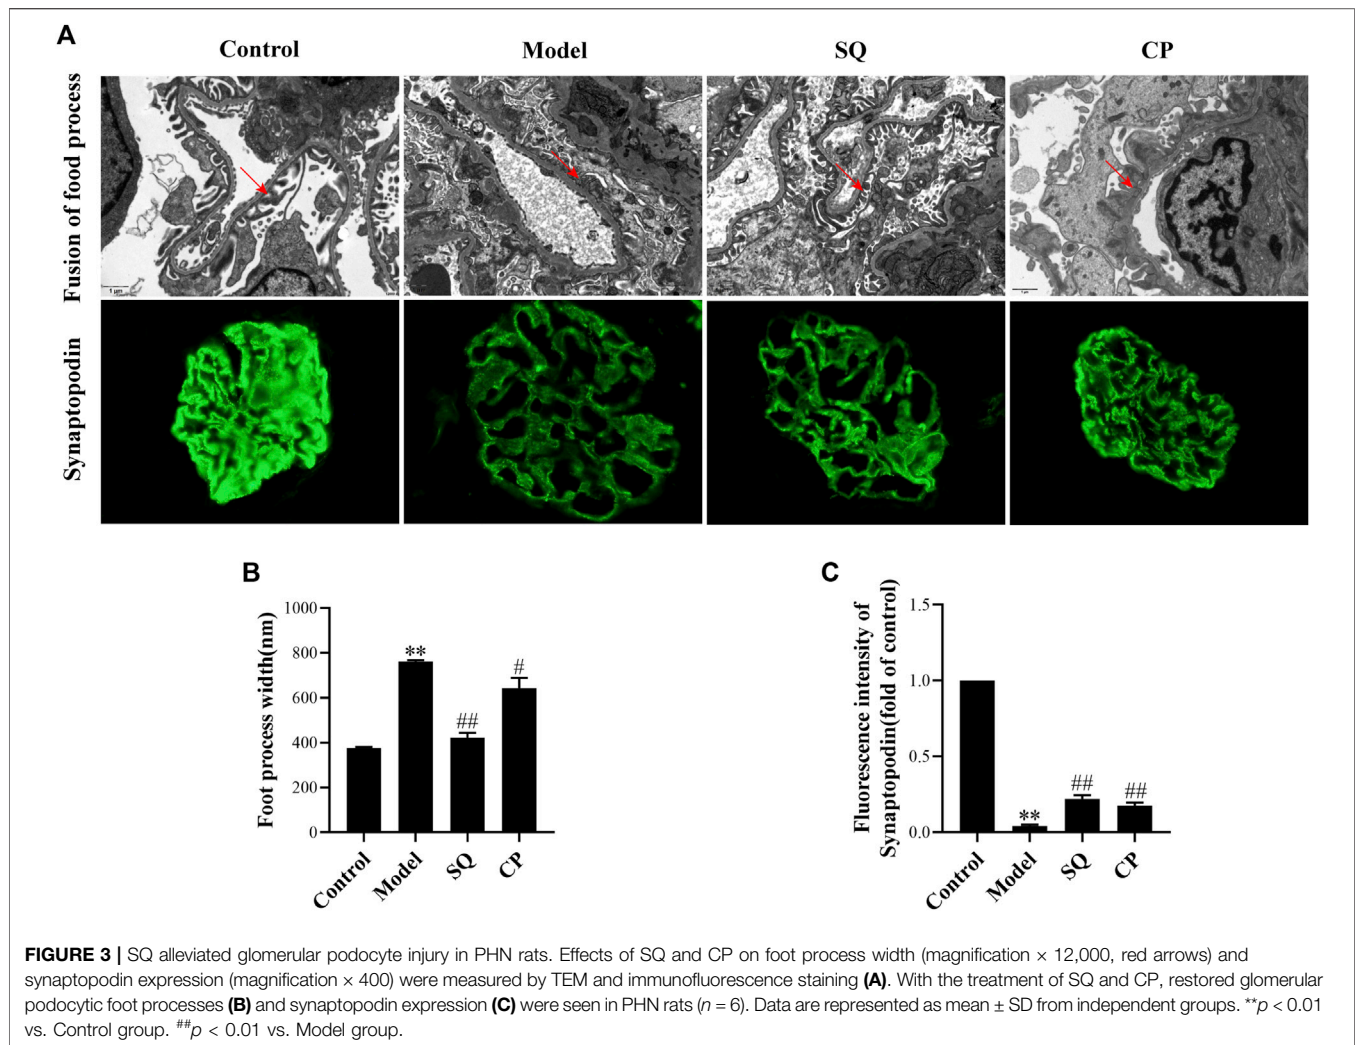 A
Control
Model
SQ
CP
Fusion of food process
1 μm
Synaptopodin
B
Foot process width(nm)
1000
800
600
400
200
0
**
##
#
Control
Model
SQ
CP
C
Fluorescence intensity of
Synaptopodin(fold of control)
1.5
1.0
0.5
0.0
**
##
##
Control
Model
SQ
CP
FIGURE 3 | SQ alleviated glomerular podocyte injury in PHN rats. Effects of SQ and CP on foot process width (magnification × 12,000, red arrows) and
synaptopodin expression (magnification × 400) were measured by TEM and immunofluorescence staining (A). With the treatment of SQ and CP, restored glomerular
podocytic foot processes (B) and synaptopodin expression (C) were seen in PHN rats (n = 6). Data are represented as mean ± SD from independent groups. **p < 0.01
vs. Control group. ##p < 0.01 vs. Model group.